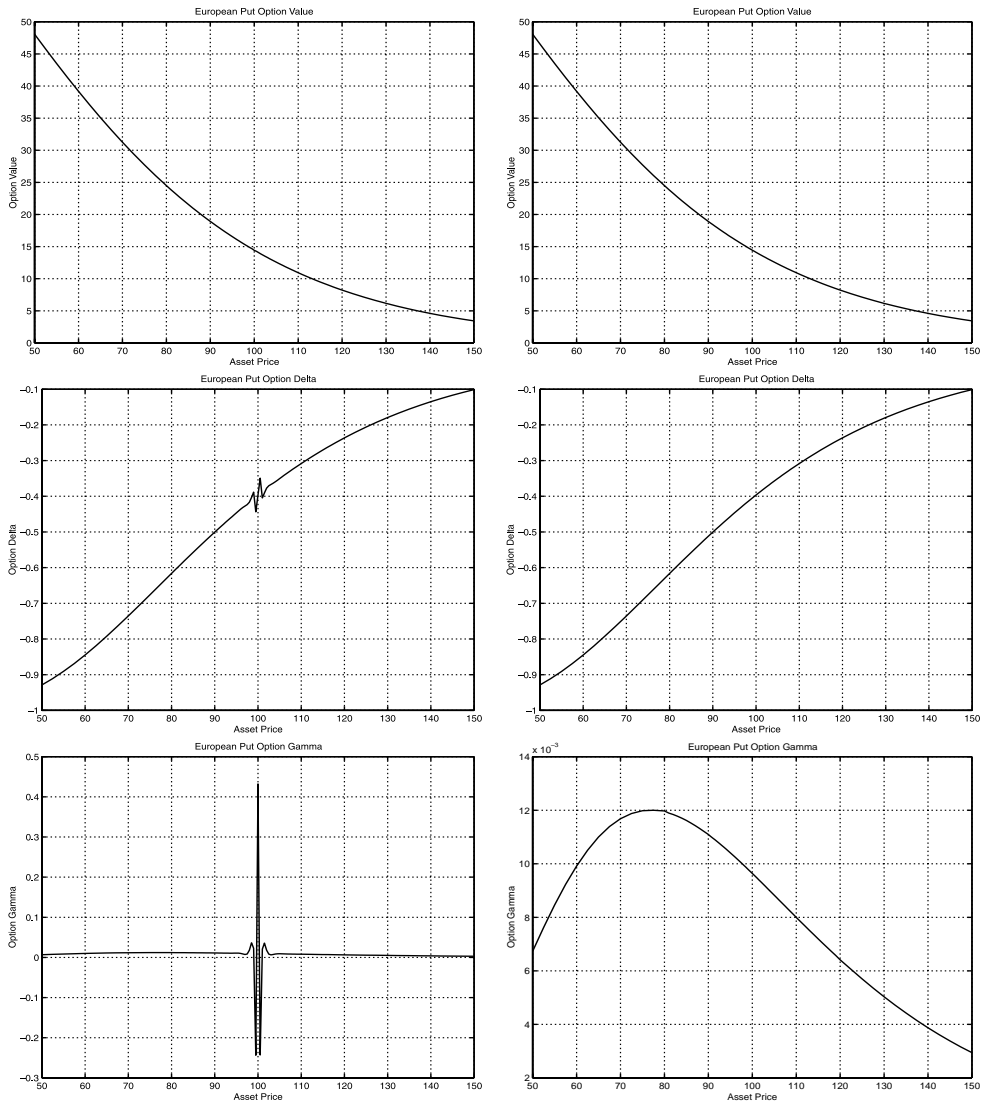 European Put Option Value
50
45
40
35
30
25
20
15
10
5
0
Option Value
50 60 70 80 90 100 110 120 130 140 150
Asset Price
European Put Option Value
50
45
40
35
30
25
20
15
10
5
0
Option Value
50 60 70 80 90 100 110 120 130 140 150
Asset Price
European Put Option Delta
−0.1
−0.2
−0.3
−0.4
−0.5
−0.6
−0.7
−0.8
−0.9
−1
Option Delta
50 60 70 80 90 100 110 120 130 140 150
Asset Price
European Put Option Delta
−0.1
−0.2
−0.3
−0.4
−0.5
−0.6
−0.7
−0.8
−0.9
−1
Option Delta
50 60 70 80 90 100 110 120 130 140 150
Asset Price
European Put Option Gamma
0.5
0.4
0.3
0.2
0.1
0
−0.1
−0.2
−0.3
Option Gamma
50 60 70 80 90 100 110 120 130 140 150
Asset Price
European Put Option Gamma
x 10⁻³
14
12
10
8
6
4
2
Option Gamma
50 60 70 80 90 100 110 120 130 140 150
Asset Price